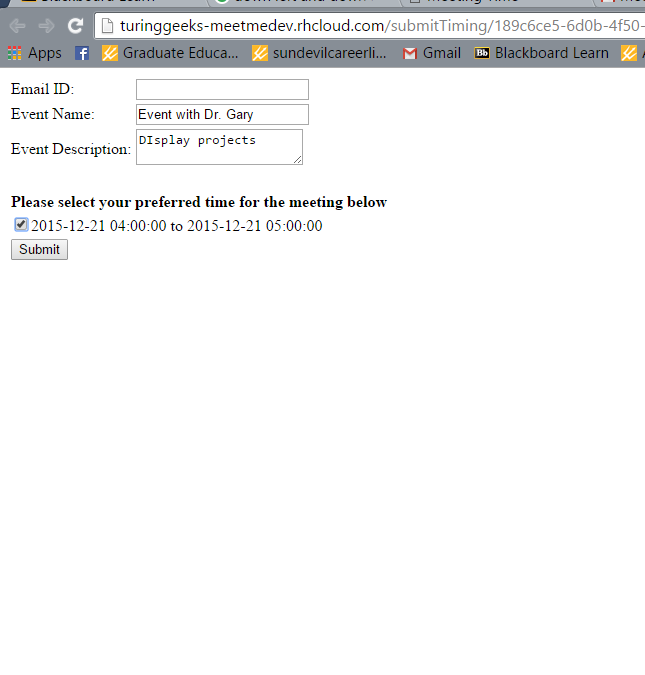 turinggeeks-meetmedev.rhcloud.com/submitTiming/189c6ce5-6d0b-4f50-
Apps Graduate Educa... sundevilcareerli... Gmail Bb Blackboard Learn
Email ID:
Event Name: Event with Dr. Gary
Event Description: DIsplay projects
Please select your preferred time for the meeting below
2015-12-21 04:00:00 to 2015-12-21 05:00:00
Submit